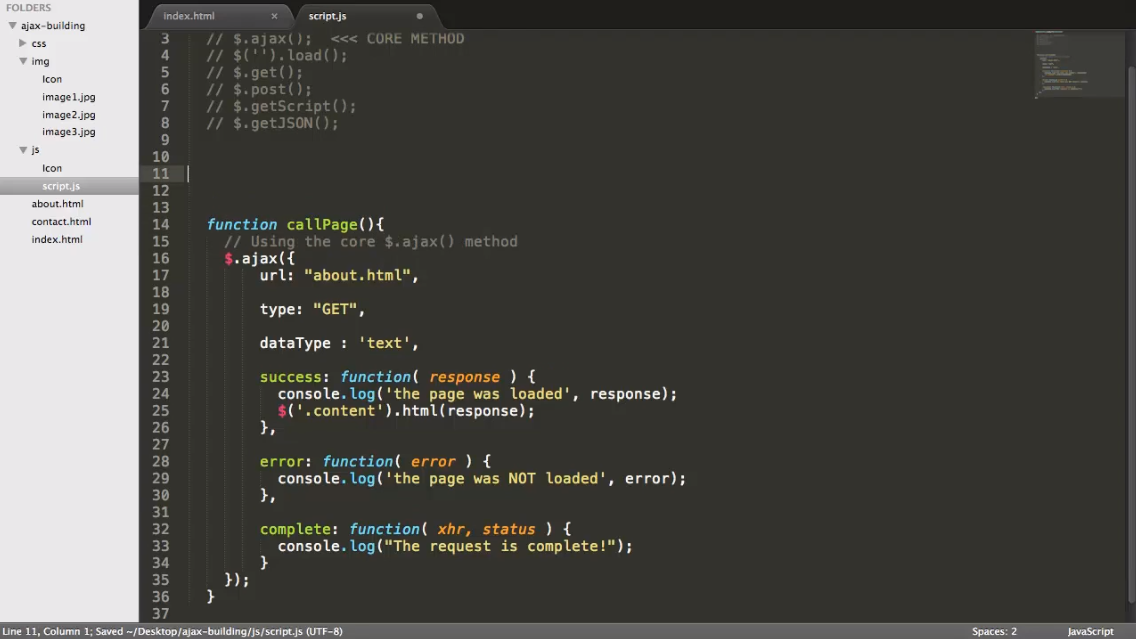 FOLDERS
ajax-building
css
img
Icon
image1.jpg
image2.jpg
image3.jpg
js
Icon
script.js
about.html
contact.html
index.html
index.html ×
script.js
3 // $.ajax();  <<< CORE METHOD
4 // $('').load();
5 // $.get();
6 // $.post();
7 // $.getScript();
8 // $.getJSON();
9
10
11
12
13
14 function callPage(){
15   // Using the core $.ajax() method
16   $.ajax({
17       url: "about.html",
18
19       type: "GET",
20
21       dataType : 'text',
22
23       success: function( response ) {
24         console.log('the page was loaded', response);
25         $('.content').html(response);
26       },
27
28       error: function( error ) {
29         console.log('the page was NOT loaded', error);
30       },
31
32       complete: function( xhr, status ) {
33         console.log("The request is complete!");
34       }
35   });
36 }
37
Line 11, Column 1; Saved ~/Desktop/ajax-building/js/script.js (UTF-8)
Spaces: 2
JavaScript